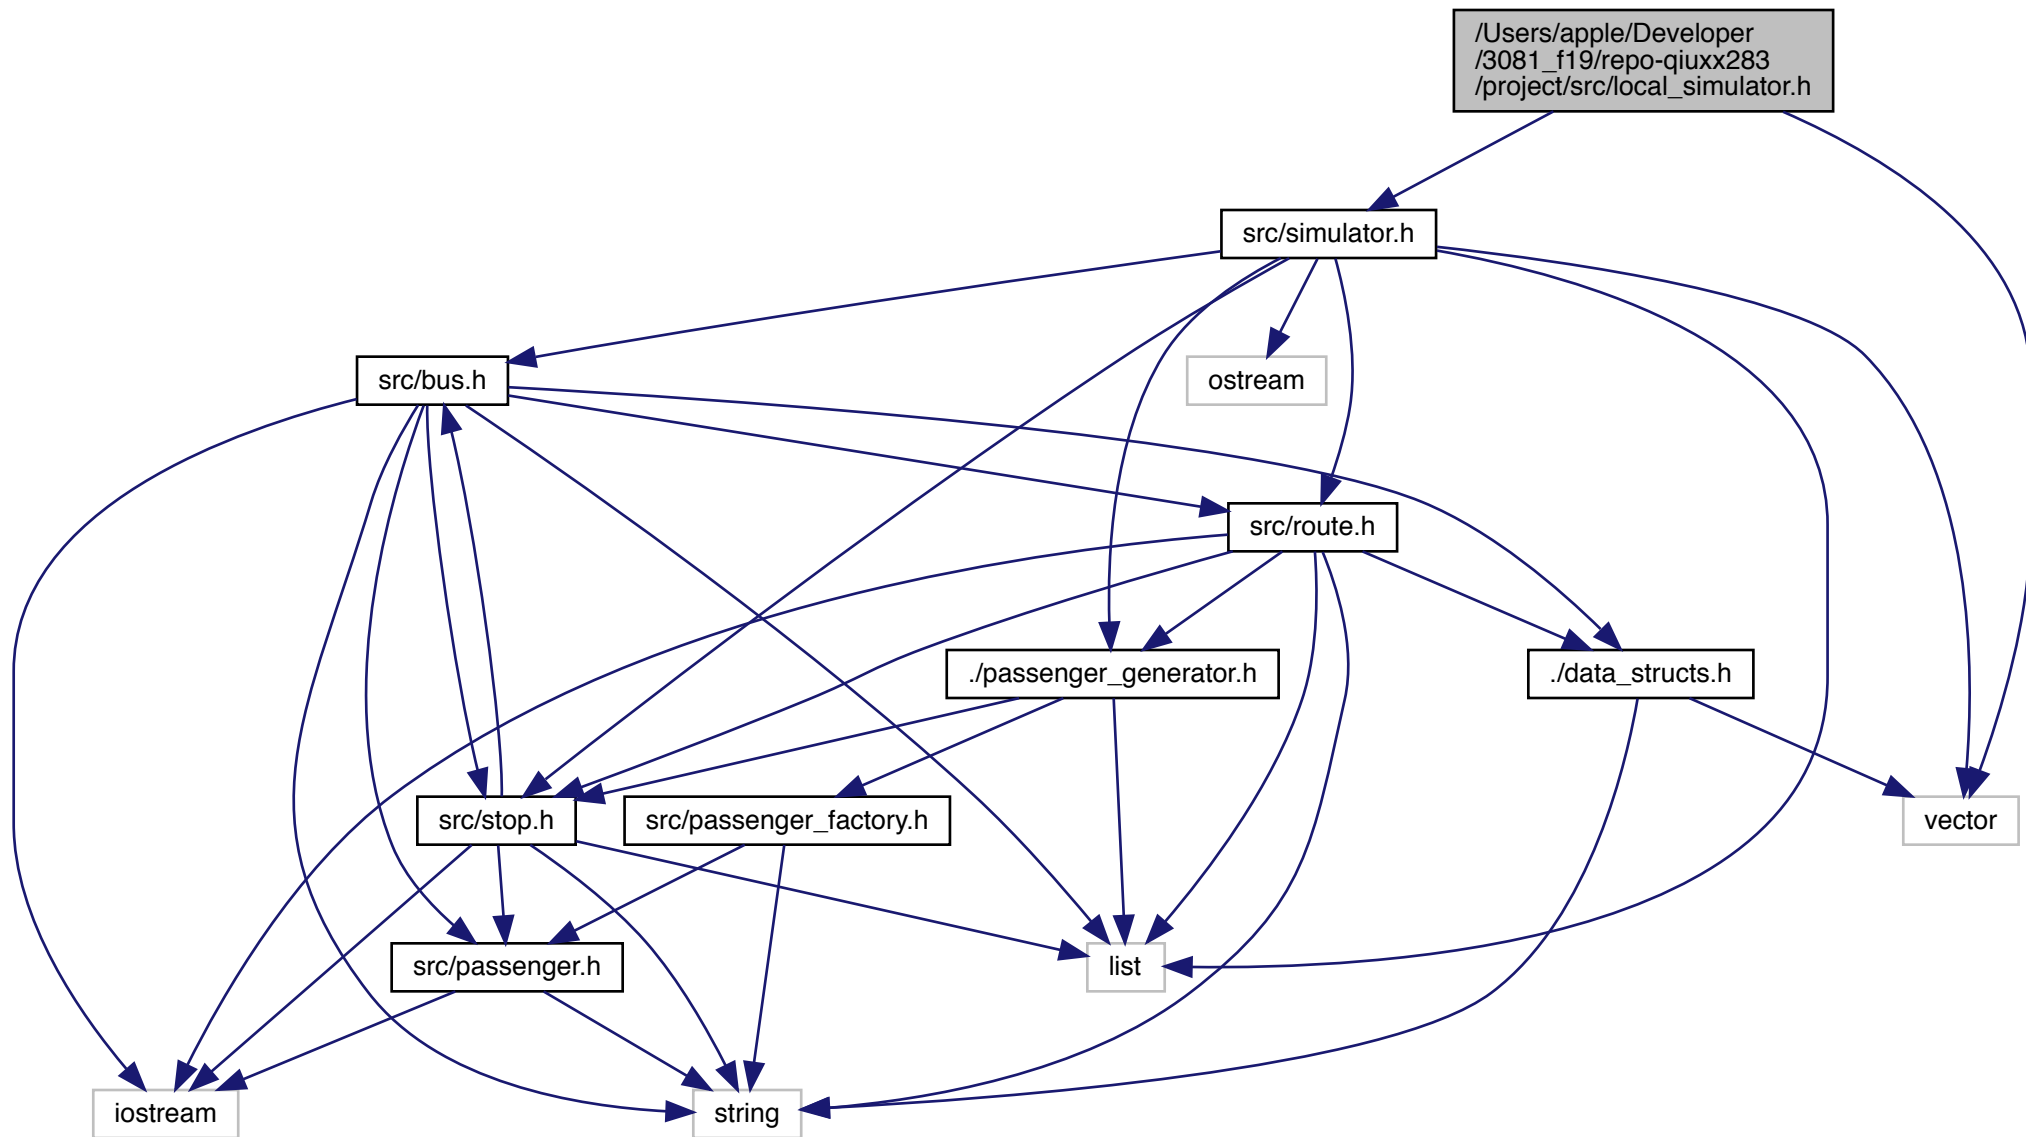 /Users/apple/Developer
/3081_f19/repo-qiuxx283
/project/src/local_simulator.h
src/simulator.h
src/bus.h
ostream
src/route.h
./passenger_generator.h
./data_structs.h
src/stop.h
src/passenger_factory.h
vector
src/passenger.h
list
iostream
string